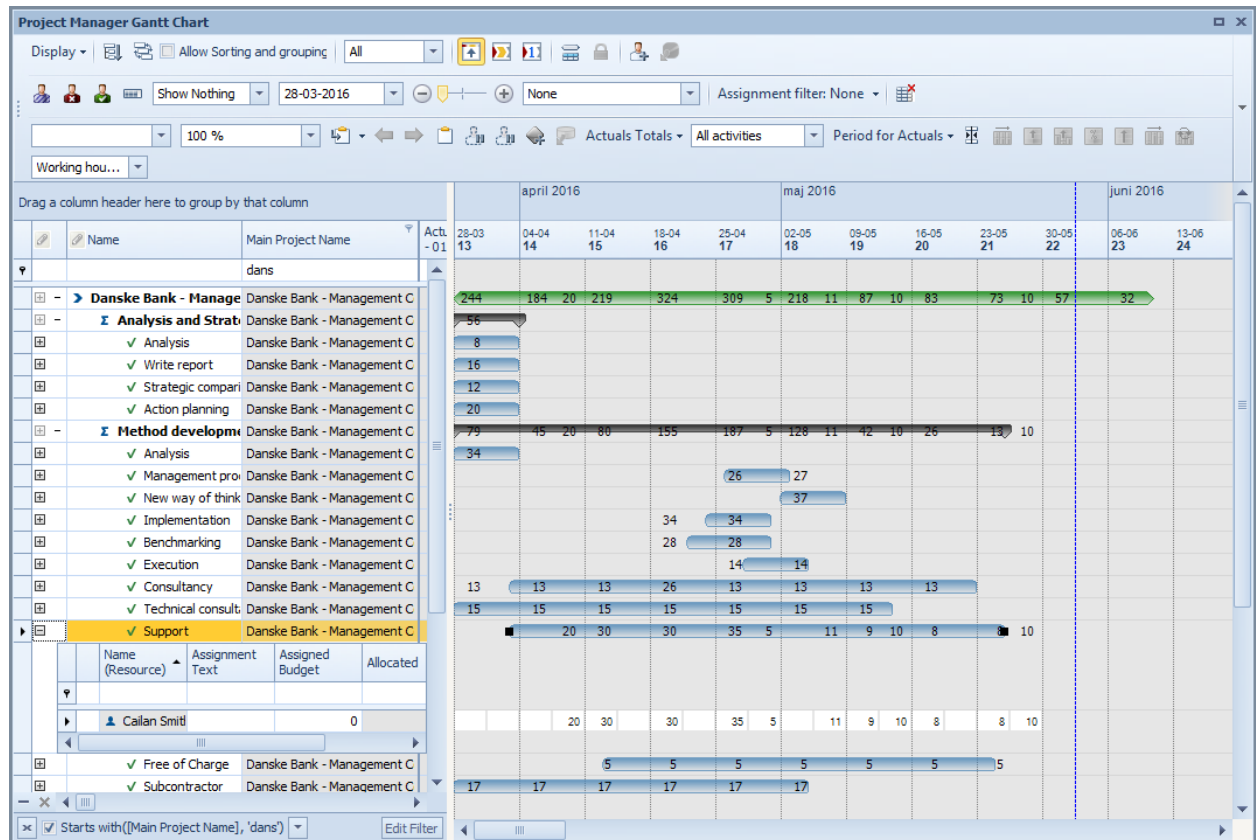 Project Manager Gantt Chart
Display Allow Sorting and grouping All
Show Nothing 28-03-2016 None Assignment filter: None
100 % Actuals Totals All activities Period for Actuals
Working hou...
Drag a column header here to group by that column
april 2016 maj 2016 juni 2016
Name Main Project Name Actu - 01
28-03 04-04 11-04 18-04 25-04 02-05 09-05 16-05 23-05 30-05 06-06 13-06
13 14 15 16 17 18 19 20 21 22 23 24
dans
Danske Bank - Manage Danske Bank - Management C 244 184 20 219 324 309 5 218 11 87 10 83 73 10 57 32
Σ Analysis and Strat Danske Bank - Management C 56
Analysis Danske Bank - Management C 8
Write report Danske Bank - Management C 16
Strategic compari Danske Bank - Management C 12
Action planning Danske Bank - Management C 20
Σ Method developme Danske Bank - Management C 79 45 20 80 155 187 5 128 11 42 10 26 13 10
Analysis Danske Bank - Management C 34
Management pro Danske Bank - Management C 26 27
New way of think Danske Bank - Management C 37
Implementation Danske Bank - Management C 34 34
Benchmarking Danske Bank - Management C 28 28
Execution Danske Bank - Management C 14 14
Consultancy Danske Bank - Management C 13 13 13 26 13 13 13 13
Technical consult Danske Bank - Management C 15 15 15 15 15 15 15
Support Danske Bank - Management C 20 30 30 35 5 11 9 10 8 8 10
Name (Resource) Assignment Text Assigned Budget Allocated
Cailan Smitl 0 20 30 30 35 5 11 9 10 8 8 10
Free of Charge Danske Bank - Management C 5 5 5 5 5 5 5
Subcontractor Danske Bank - Management C 17 17 17 17 17 17
Starts with([Main Project Name], 'dans') Edit Filter